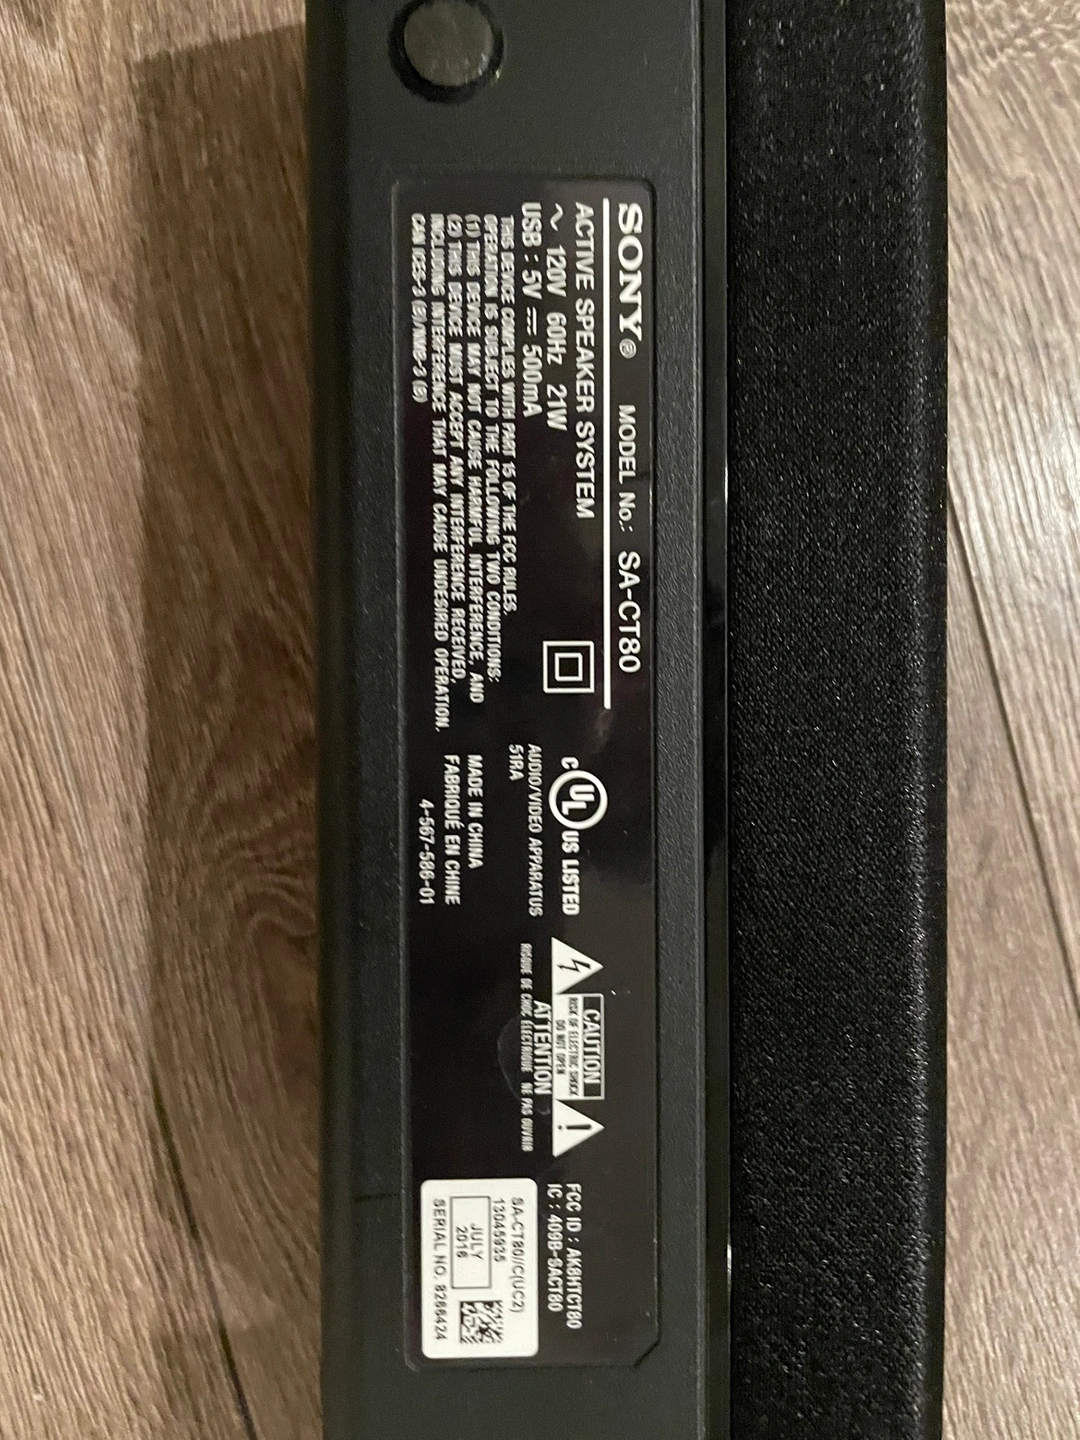 SONY® MODEL No.: SA-CT80
ACTIVE SPEAKER SYSTEM
~ 120V 60Hz 21W
USB : 5V ⎓ 500mA
THIS DEVICE COMPLIES WITH PART 15 OF THE FCC RULES.
OPERATION IS SUBJECT TO THE FOLLOWING TWO CONDITIONS:
(1) THIS DEVICE MAY NOT CAUSE HARMFUL INTERFERENCE, AND
(2) THIS DEVICE MUST ACCEPT ANY INTERFERENCE RECEIVED,
INCLUDING INTERFERENCE THAT MAY CAUSE UNDESIRED OPERATION.
CAN ICES-3 (B)/NMB-3 (B)
C UL US LISTED
AUDIO/VIDEO APPARATUS
51RA
MADE IN CHINA
FABRIQUÉ EN CHINE
4-567-586-01
CAUTION
RISK OF ELECTRIC SHOCK
DO NOT OPEN
ATTENTION
RISQUE DE CHOC ÉLECTRIQUE NE PAS OUVRIR
FCC ID : AK8HTCT80
IC : 409B-SACT80
SA-CT80//C(UC2)
13045935
JULY
2016
SERIAL NO. 8266424